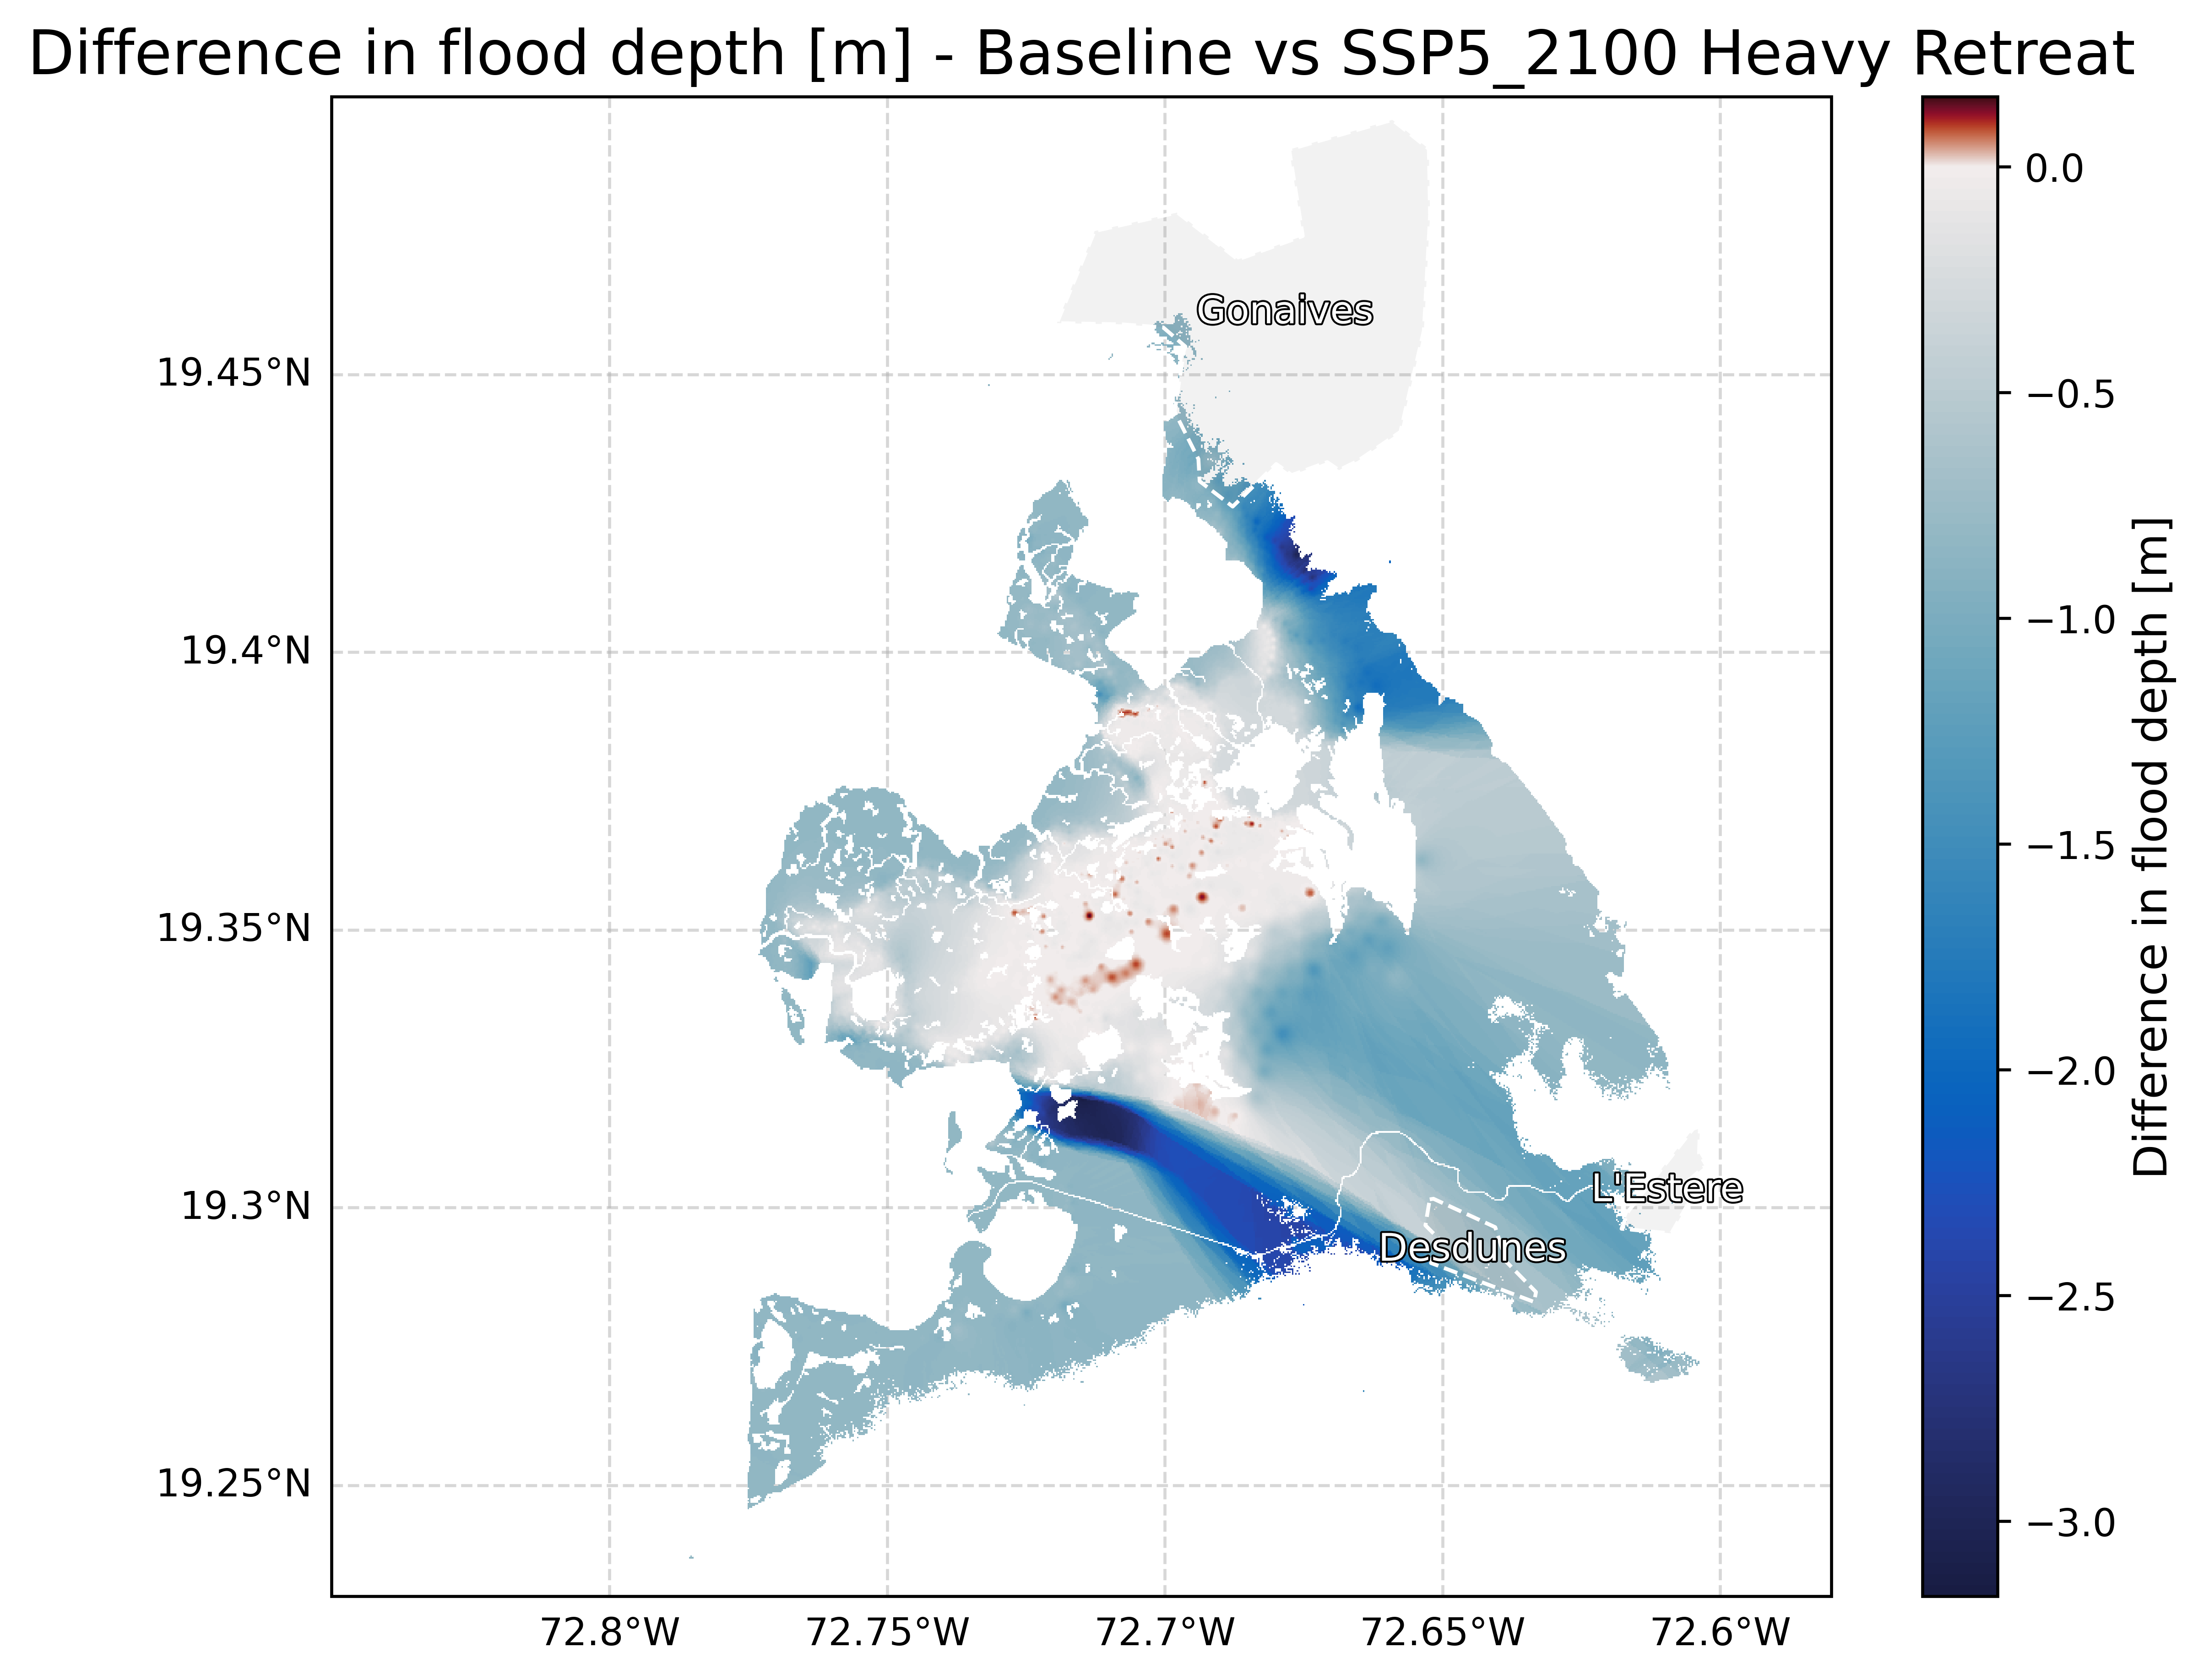 Difference in flood depth [m] - Baseline vs SSP5_2100 Heavy Retreat
Gonaives
19.45°N
19.4°N
19.35°N
19.3°N
19.25°N
L'Estere
Desdunes
72.8°W
72.75°W
72.7°W
72.65°W
72.6°W
0.0
−0.5
−1.0
−1.5
−2.0
−2.5
−3.0
Difference in flood depth [m]